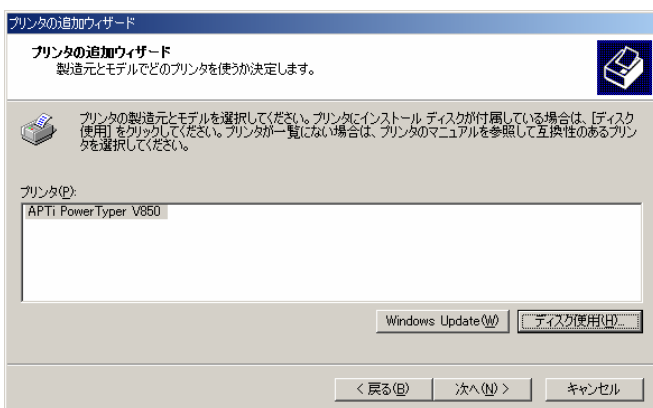 プリンタの追加ウィザード
プリンタの追加ウィザード
製造元とモデルでどのプリンタを使うか決定します。
プリンタの製造元とモデルを選択してください。プリンタにインストール ディスクが付属している場合は、[ディスク
使用] をクリックしてください。プリンタが一覧にない場合は、プリンタのマニュアルを参照して互換性のあるプリン
タを選択してください。
プリンタ(P):
APTi PowerTyper V850
Windows Update(W)
ディスク使用(H)...
< 戻る(B)
次へ(N) >
キャンセル